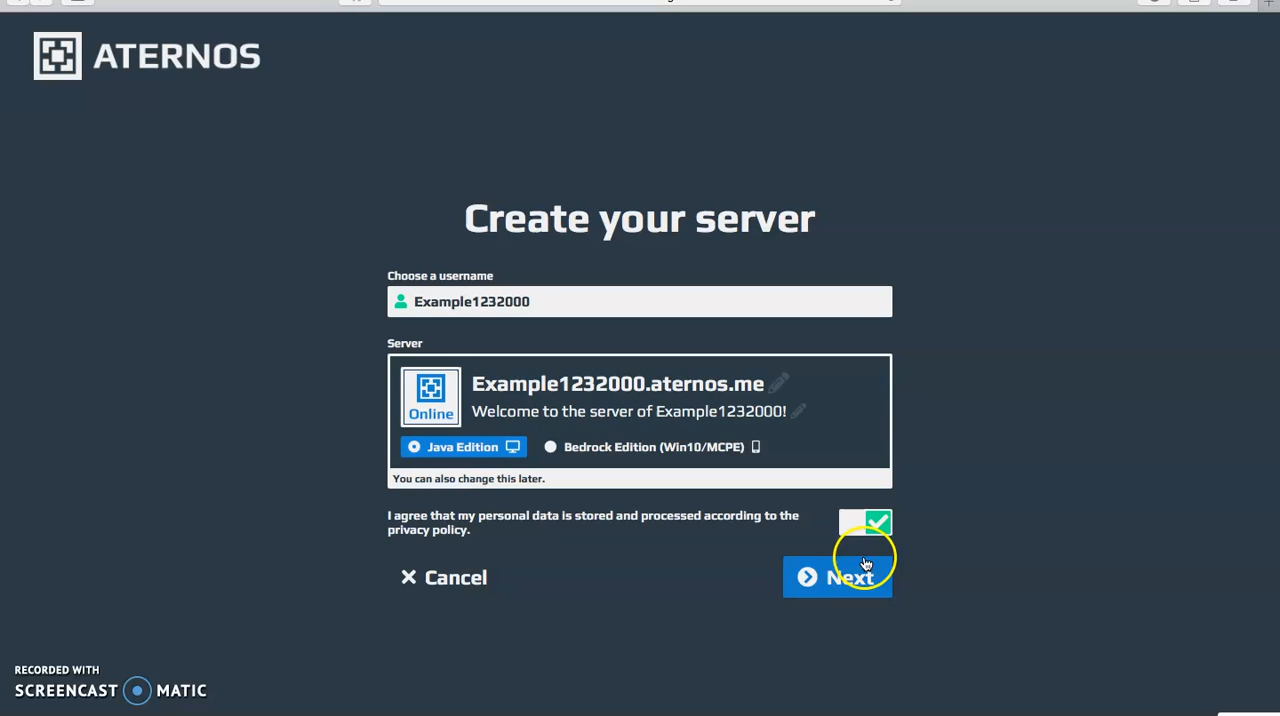 ATERNOS
Create your server
Choose a username
Example1232000
Server
Example1232000.aternos.me
Online
Welcome to the server of Example1232000!
Java Edition
Bedrock Edition (Win10/MCPE)
You can also change this later.
I agree that my personal data is stored and processed according to the
privacy policy.
Cancel
Next
RECORDED WITH
SCREENCAST MATIC